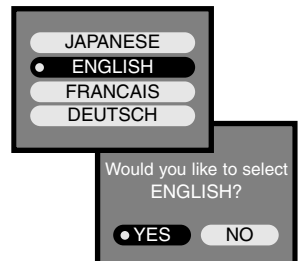 JAPANESE
ENGLISH
FRANCAIS
DEUTSCH
Would you like to select
ENGLISH?
YES NO